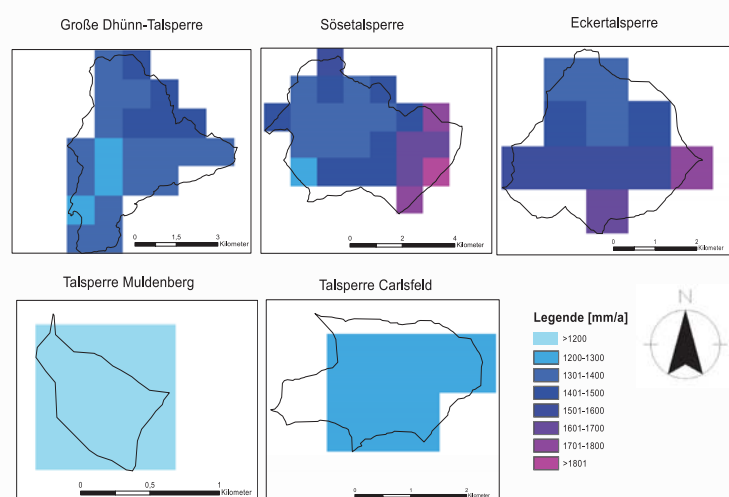 Große Dhünn-Talsperre
Sösetalsperre
Eckertalsperre
0 1,5 3
Kilometer
0 2 4
Kilometer
0 1 2
Kilometer
Talsperre Muldenberg
Talsperre Carlsfeld
0 0,5 1
Kilometer
0 1 2
Kilometer
Legende [mm/a]
>1200
1200-1300
1301-1400
1401-1500
1501-1600
1601-1700
1701-1800
>1801
N